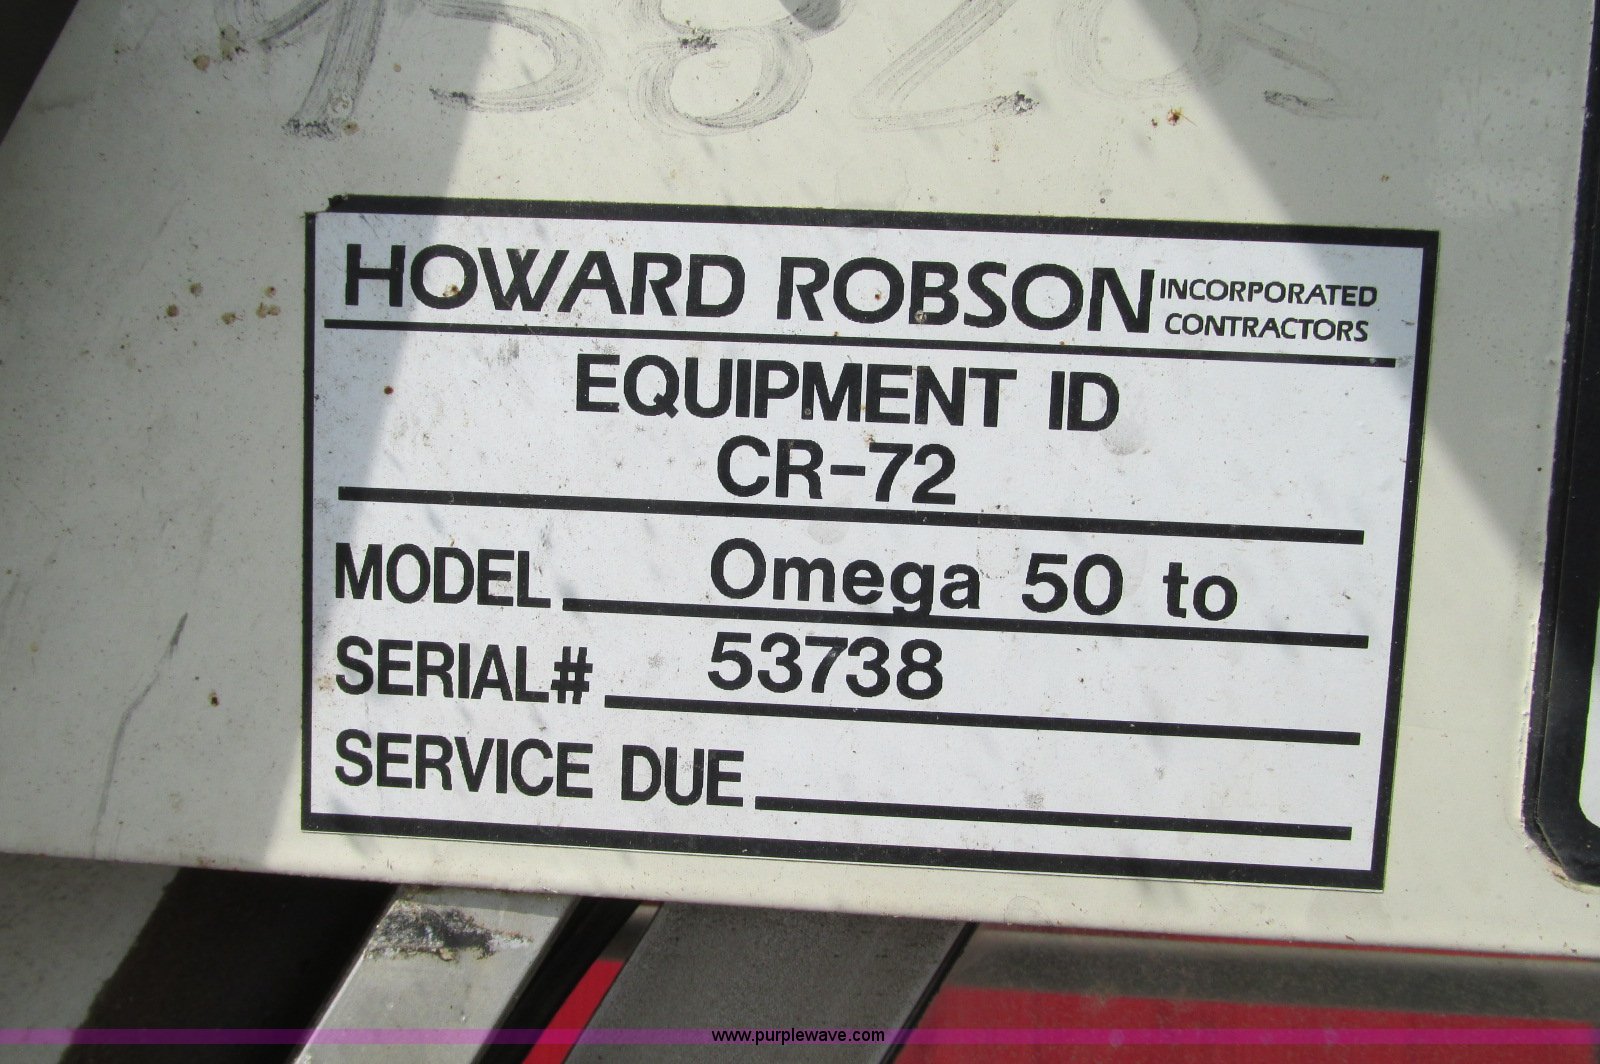 HOWARD ROBSON INCORPORATED
CONTRACTORS
EQUIPMENT ID
CR-72
MODEL Omega 50 to
SERIAL# 53738
SERVICE DUE
www.purplewave.com